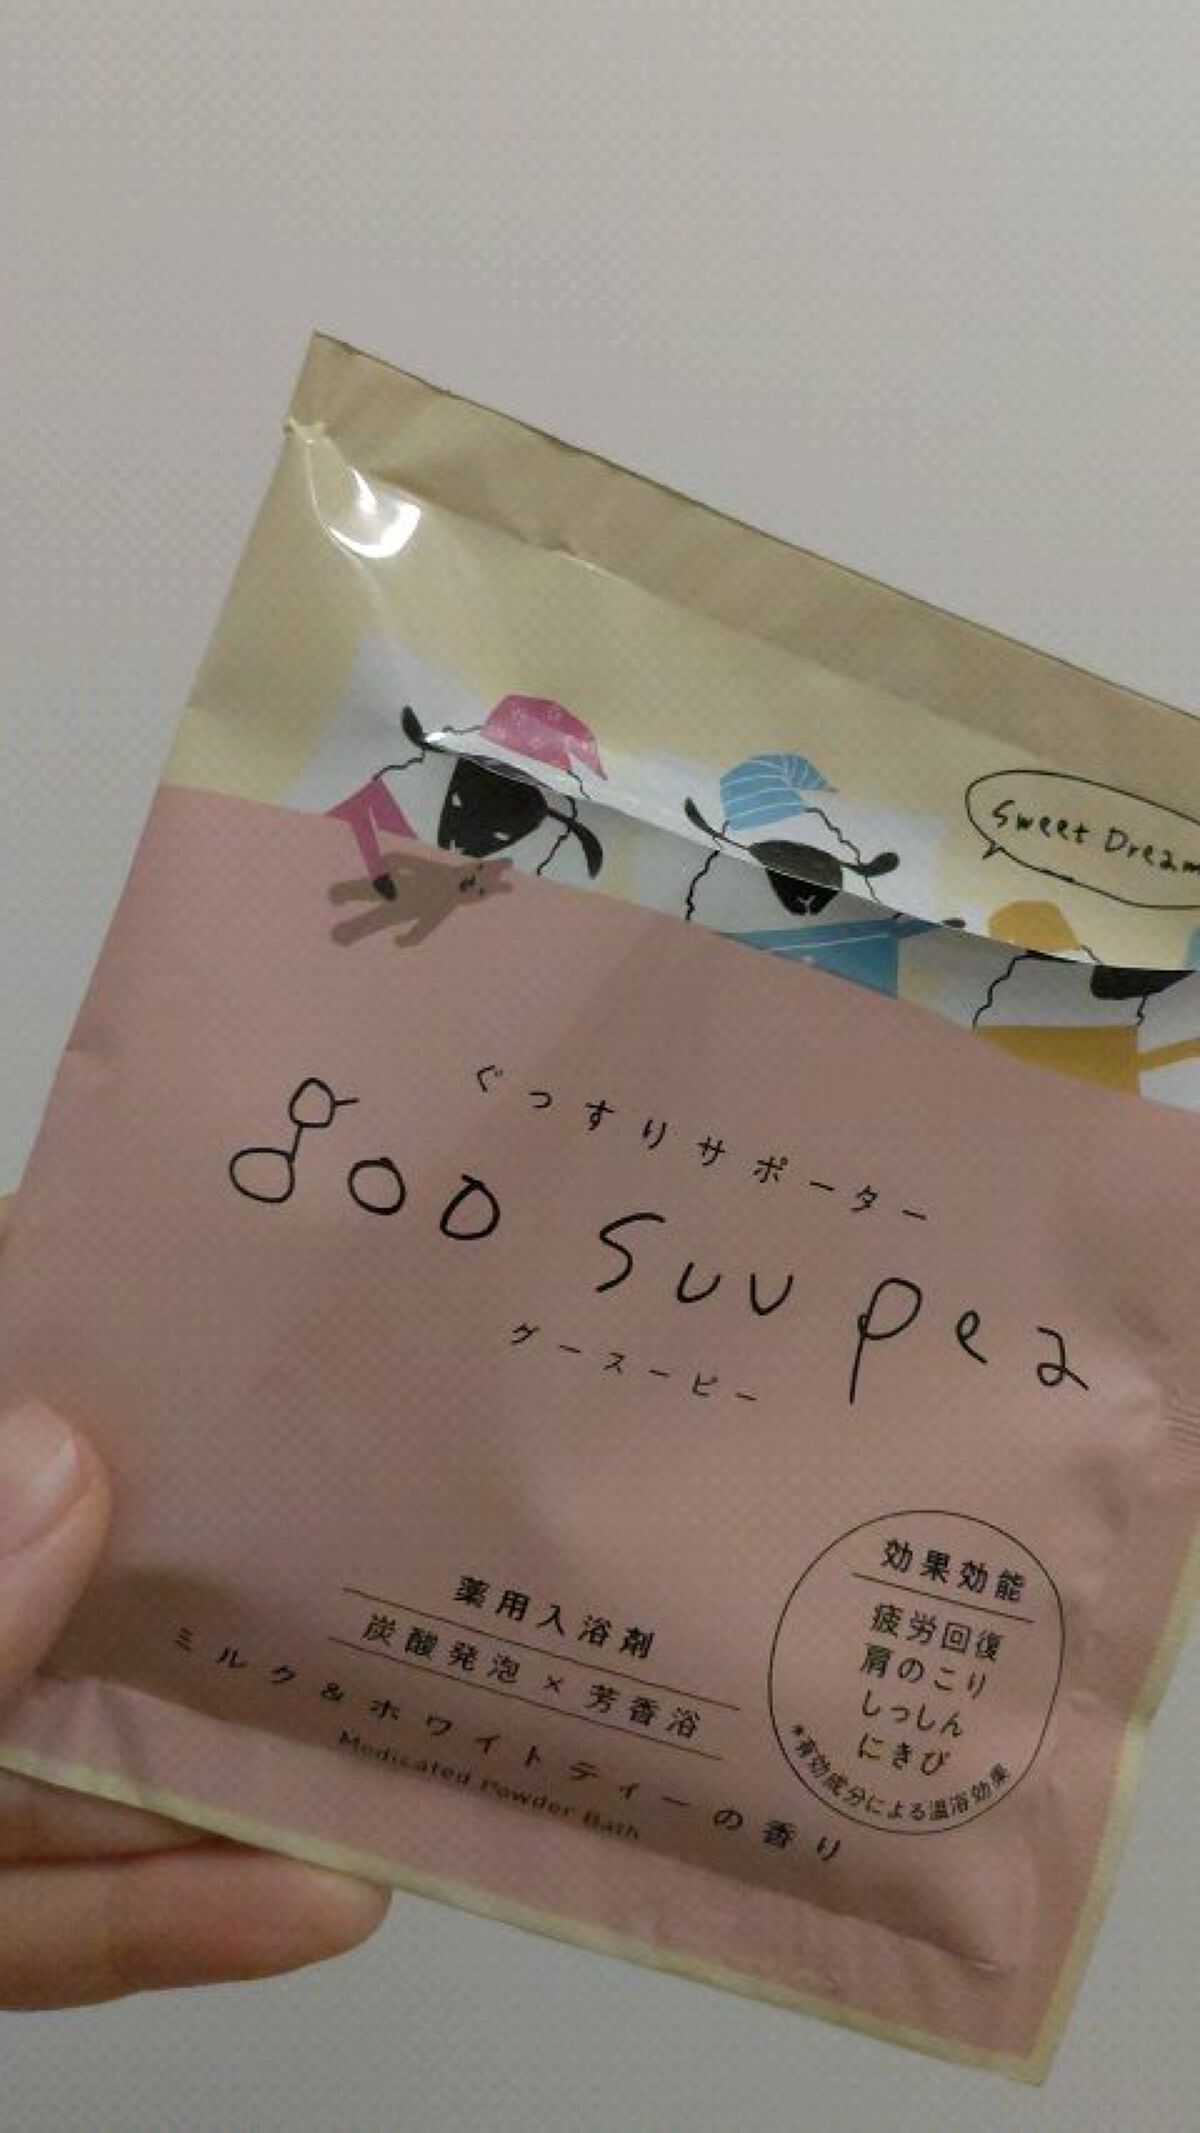 Sweet Dream
ぐっすりサポーター
goo suu pea
グースーピー
薬用入浴剤
炭酸発泡×芳香浴
ミルク&ホワイトティーの香り
Medicated Powder Bath
効果効能
疲労回復
肩のこり
しっしん
にきび
*有効成分による温浴効果